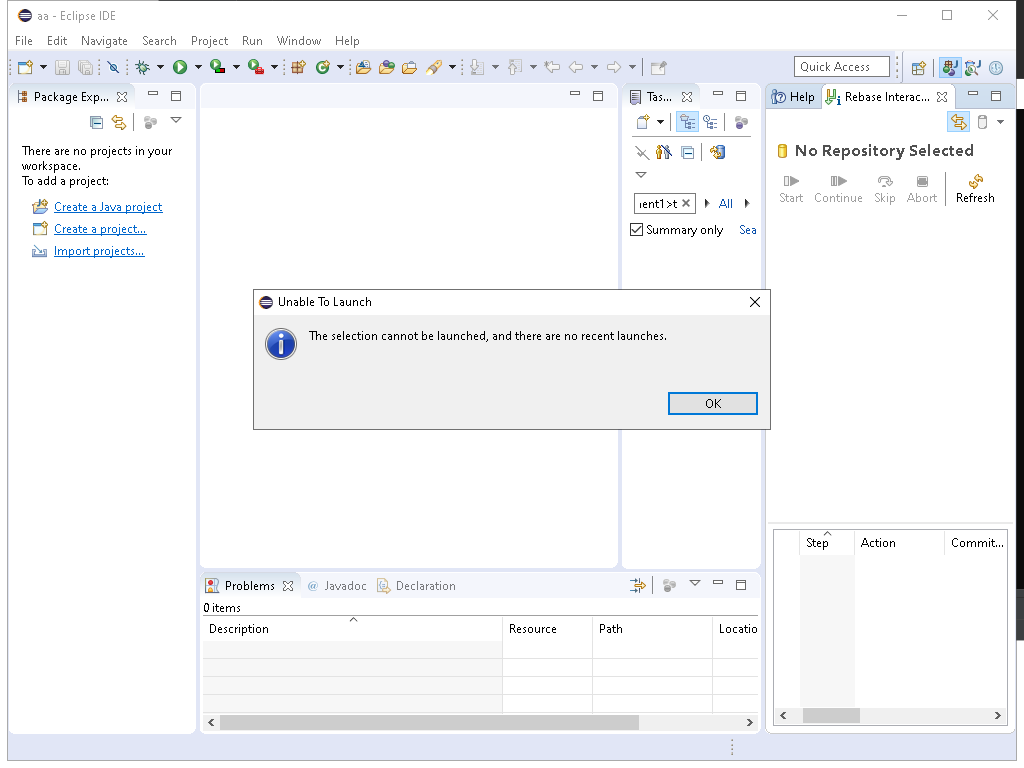 aa - Eclipse IDE
File Edit Navigate Search Project Run Window Help
Quick Access
Package Exp...
There are no projects in your
workspace.
To add a project:
Create a Java project
Create a project...
Import projects...
Tas...
ient1>t
All
Summary only
Sea
Help
Rebase Interac...
No Repository Selected
Start Continue Skip Abort Refresh
Unable To Launch
The selection cannot be launched, and there are no recent launches.
OK
Step Action Commit...
Problems @ Javadoc Declaration
0 items
Description Resource Path Locatio